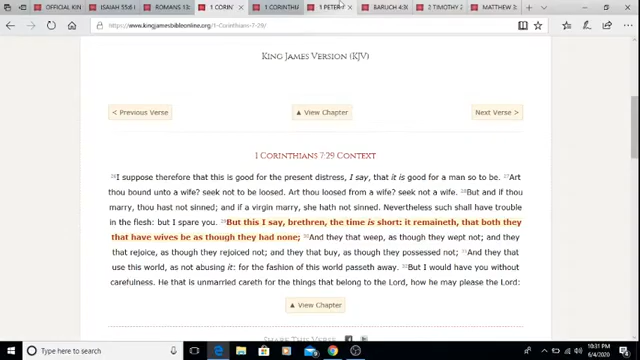 OFFICIAL KIN
ISAIAH 55:6 I
ROMANS 13:
1 CORINT
1 CORINTHI
1 PETER
BARUCH 4:36
2 TIMOTHY 2
MATTHEW 3:
https://www.kingjamesbibleonline.org/1-Corinthians-7-29/
KING JAMES VERSION (KJV)
< Previous Verse
▲ View Chapter
Next Verse >
1 CORINTHIANS 7:29 CONTEXT
26I suppose therefore that this is good for the present distress, I say, that it is good for a man so to be. 27Art
thou bound unto a wife? seek not to be loosed. Art thou loosed from a wife? seek not a wife. 28But and if thou
marry, thou hast not sinned; and if a virgin marry, she hath not sinned. Nevertheless such shall have trouble
in the flesh: but I spare you. 29But this I say, brethren, the time is short: it remaineth, that both they
that have wives be as though they had none; 30And they that weep, as though they wept not; and they
that rejoice, as though they rejoiced not; and they that buy, as though they possessed not; 31And they that
use this world, as not abusing it: for the fashion of this world passeth away. 32But I would have you without
carefulness. He that is unmarried careth for the things that belong to the Lord, how he may please the Lord:
▲ View Chapter
SHARE THIS VERSE
Type here to search
10:31 PM
6/4/2020